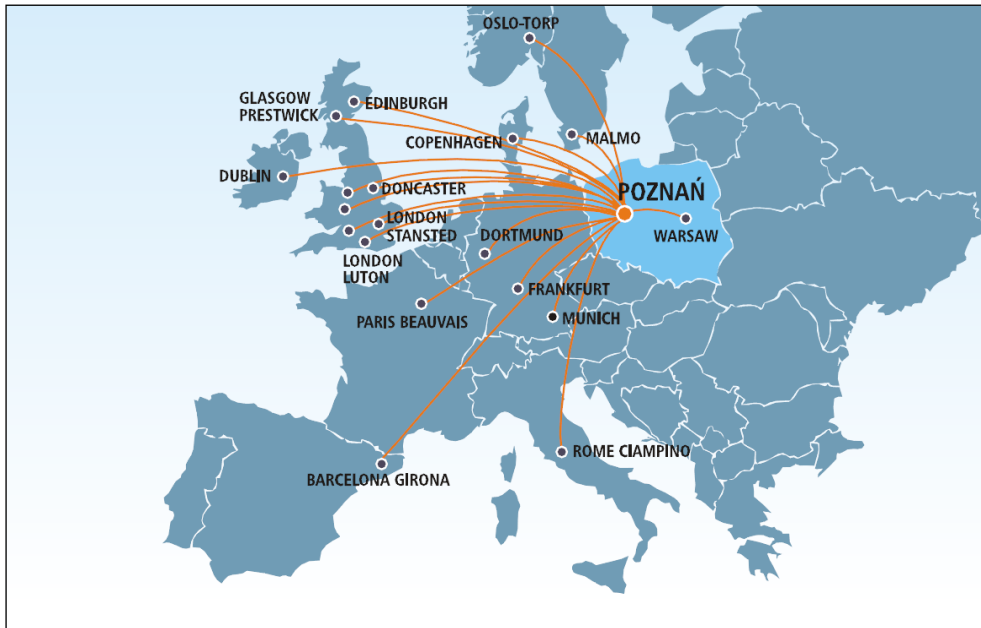 OSLO-TORP
GLASGOW
PRESTWICK
EDINBURGH
COPENHAGEN
MALMO
DUBLIN
DONCASTER
POZNAŃ
LONDON
STANSTED
DORTMUND
WARSAW
LONDON
LUTON
FRANKFURT
PARIS BEAUVAIS
MUNICH
ROME CIAMPINO
BARCELONA GIRONA